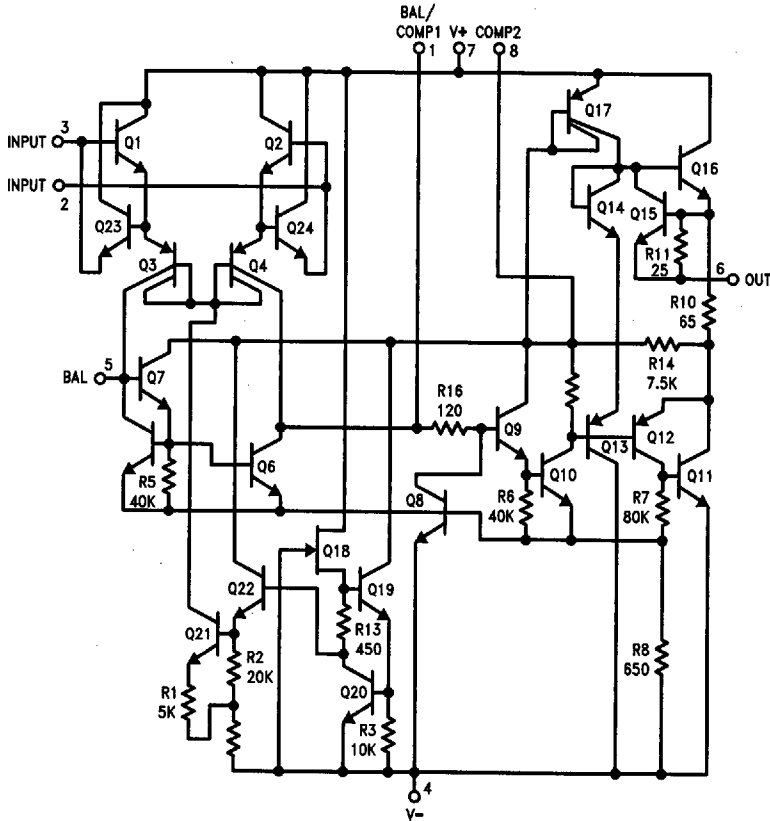 BAL/
COMP1 V+ COMP2
1 7 8
3
INPUT
Q1
Q2
Q17
INPUT
2
Q16
Q14
Q15
Q23
Q24
Q3
Q4
R11
25
6
OUT
R10
65
5
BAL
Q7
R14
7.5K
R16
120
Q9
Q13
Q12
Q6
Q10
Q11
R5
40K
Q8
R6
40K
R7
80K
Q18
Q22
Q19
Q21
R13
450
R2
20K
R8
650
R1
5K
Q20
R3
10K
4
V-